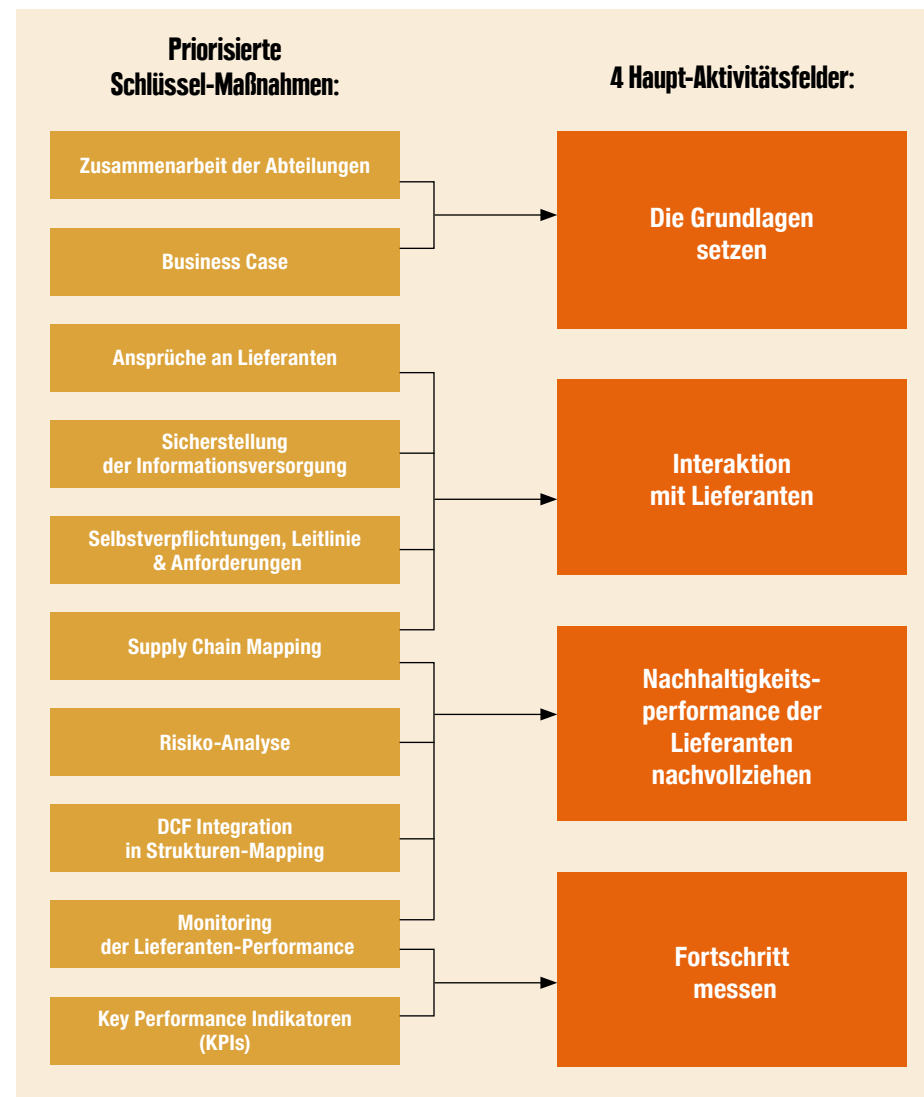 Priorisierte
Schlüssel-Maßnahmen:
Zusammenarbeit der Abteilungen
Business Case
Ansprüche an Lieferanten
Sicherstellung
der Informationsversorgung
Selbstverpflichtungen, Leitlinie
& Anforderungen
Supply Chain Mapping
Risiko-Analyse
DCF Integration
in Strukturen-Mapping
Monitoring
der Lieferanten-Performance
Key Performance Indikatoren
(KPIs)
4 Haupt-Aktivitätsfelder:
Die Grundlagen
setzen
Interaktion
mit Lieferanten
Nachhaltigkeits-
performance der
Lieferanten
nachvollziehen
Fortschritt
messen